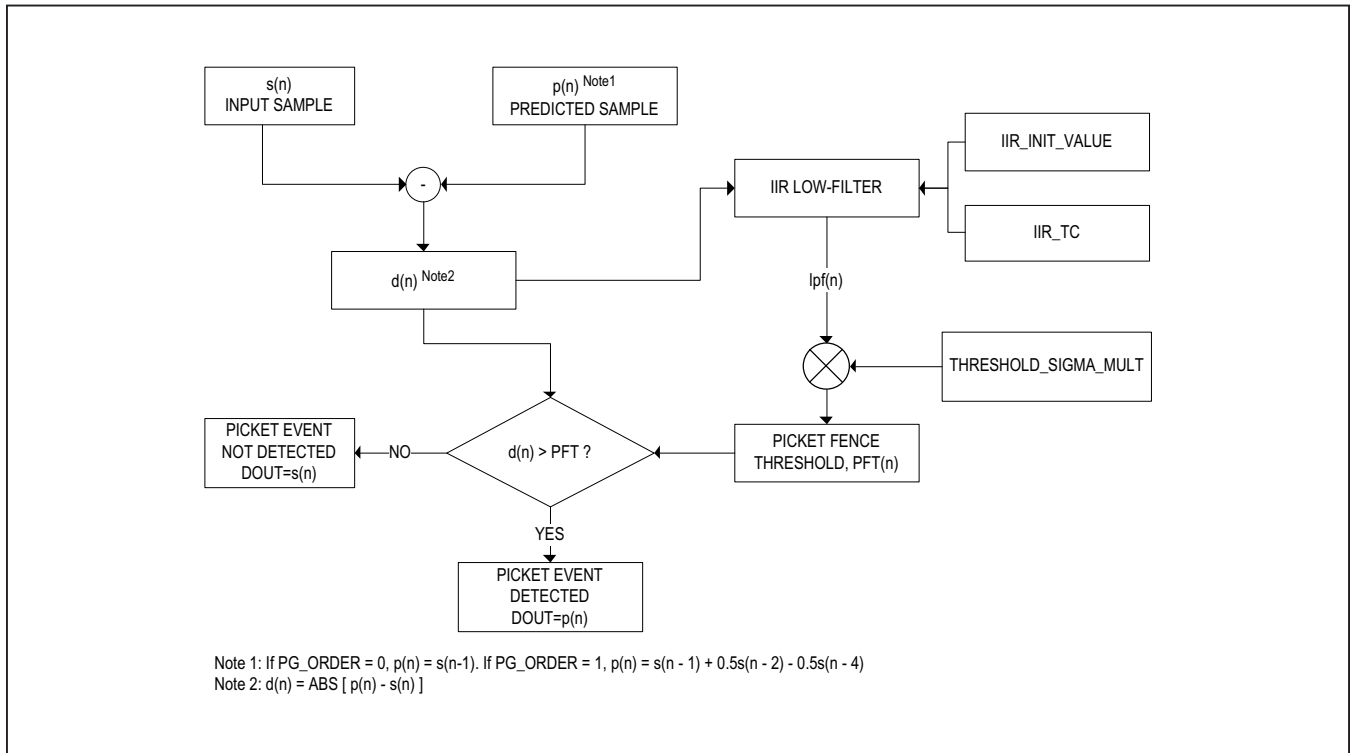 s(n)
INPUT SAMPLE
p(n) Note1
PREDICTED SAMPLE
IIR_INIT_VALUE
IIR LOW-FILTER
-
IIR_TC
d(n) Note2
lpf(n)
THRESHOLD_SIGMA_MULT
PICKET EVENT
NOT DETECTED
DOUT=s(n)
NO
d(n) > PFT ?
PICKET FENCE
THRESHOLD, PFT(n)
YES
PICKET EVENT
DETECTED
DOUT=p(n)
Note 1: If PG_ORDER = 0, p(n) = s(n-1). If PG_ORDER = 1, p(n) = s(n - 1) + 0.5s(n - 2) - 0.5s(n - 4)
Note 2: d(n) = ABS [ p(n) - s(n) ]